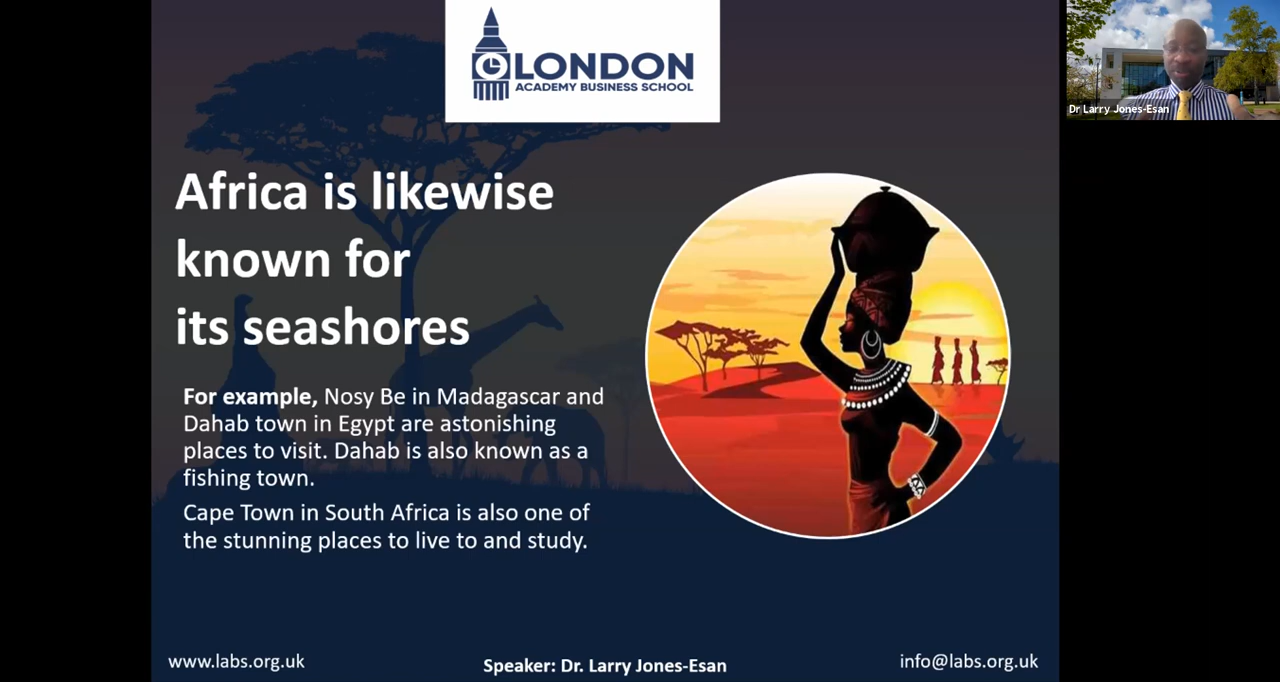 LONDON
ACADEMY BUSINESS SCHOOL
Dr Larry Jones-Esan
Africa is likewise
known for
its seashores
For example, Nosy Be in Madagascar and
Dahab town in Egypt are astonishing
places to visit. Dahab is also known as a
fishing town.
Cape Town in South Africa is also one of
the stunning places to live to and study.
www.labs.org.uk
Speaker: Dr. Larry Jones-Esan
info@labs.org.uk